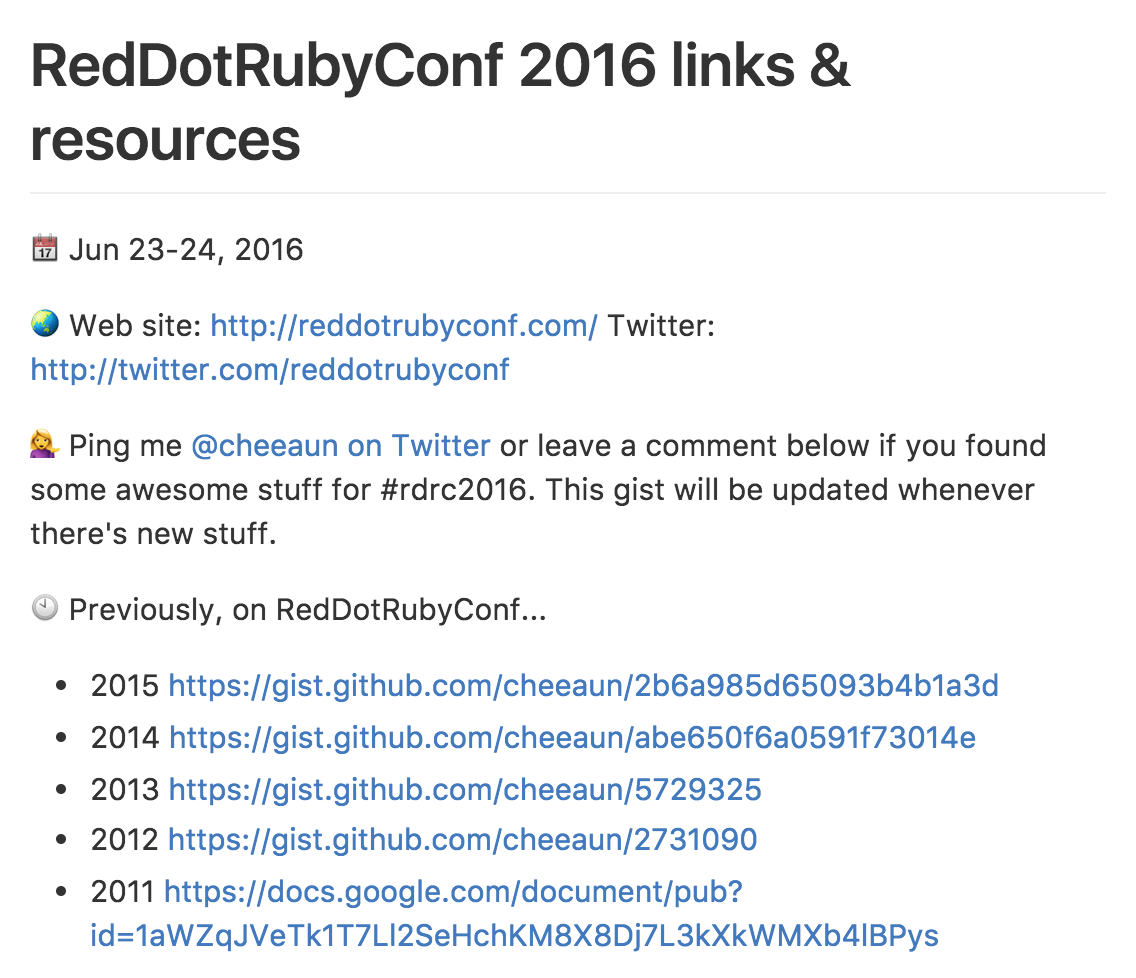 RedDotRubyConf 2016 links &
resources
📅 Jun 23-24, 2016
🌏 Web site: http://reddotrubyconf.com/ Twitter:
http://twitter.com/reddotrubyconf
💁 Ping me @cheeaun on Twitter or leave a comment below if you found
some awesome stuff for #rdrc2016. This gist will be updated whenever
there's new stuff.
🕙 Previously, on RedDotRubyConf...
• 2015 https://gist.github.com/cheeaun/2b6a985d65093b4b1a3d
• 2014 https://gist.github.com/cheeaun/abe650f6a0591f73014e
• 2013 https://gist.github.com/cheeaun/5729325
• 2012 https://gist.github.com/cheeaun/2731090
• 2011 https://docs.google.com/document/pub?
id=1aWZqJVeTk1T7Ll2SeHchKM8X8Dj7L3kXkWMXb4lBPys